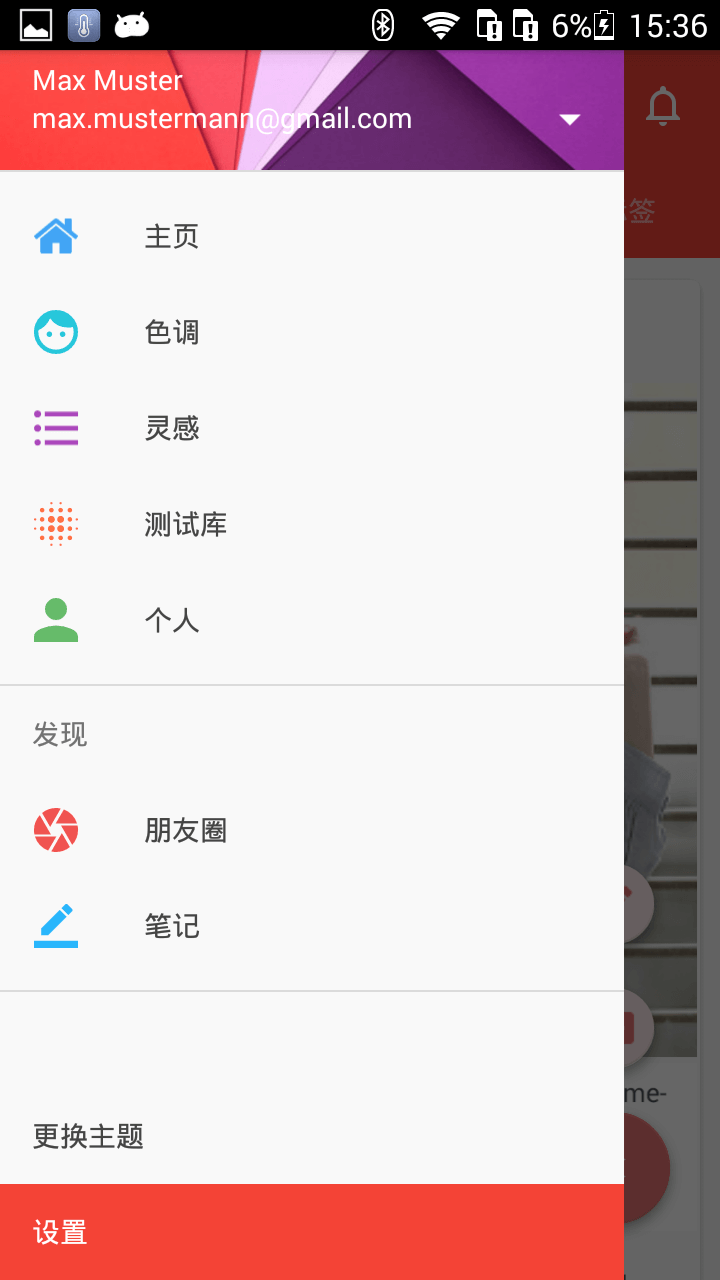 6% 15:36
Max Muster
max.mustermann@gmail.com
签
主页
色调
灵感
测试库
个人
发现
朋友圈
笔记
me-
更换主题
设置